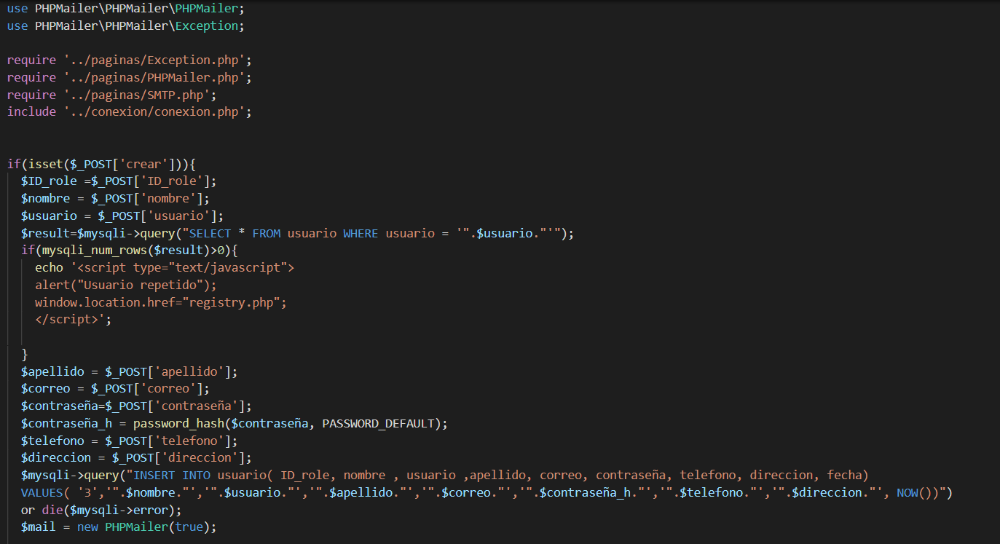 use PHPMailer\PHPMailer\PHPMailer;
use PHPMailer\PHPMailer\Exception;
require '../paginas/Exception.php';
require '../paginas/PHPMailer.php';
require '../paginas/SMTP.php';
include '../conexion/conexion.php';
if(isset($_POST['crear'])){
$ID_role =$_POST['ID_role'];
$nombre = $_POST['nombre'];
$usuario = $_POST['usuario'];
$result=$mysqli->query("SELECT * FROM usuario WHERE usuario = '".$usuario."'");
if(mysqli_num_rows($result)>0){
echo '<script type="text/javascript">
alert("Usuario repetido");
window.location.href="registry.php";
</script>';
}
$apellido = $_POST['apellido'];
$correo = $_POST['correo'];
$contraseña=$_POST['contraseña'];
$contraseña_h = password_hash($contraseña, PASSWORD_DEFAULT);
$telefono = $_POST['telefono'];
$direccion = $_POST['direccion'];
$mysqli->query("INSERT INTO usuario( ID_role, nombre , usuario ,apellido, correo, contraseña, telefono, direccion, fecha)
VALUES( '3','".$nombre."','".$usuario."','".$apellido."','".$correo."','".$contraseña_h."','".$telefono."','".$direccion."', NOW())")
or die($mysqli->error);
$mail = new PHPMailer(true);